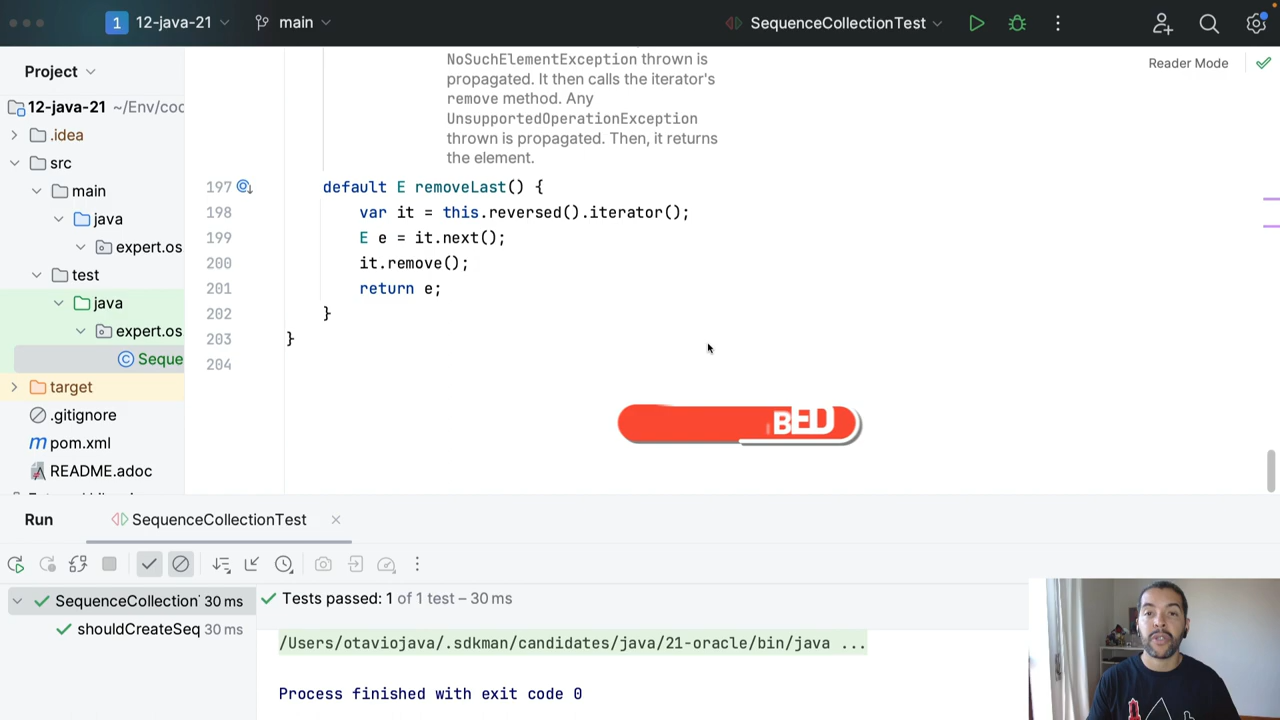 1 12-java-21 main SequenceCollectionTest
Project
Reader Mode
NoSuchElementException thrown is
propagated. It then calls the iterator's
remove method. Any
UnsupportedOperationException
thrown is propagated. Then, it returns
the element.
12-java-21 ~/Env/coc
.idea
src
main
java
expert.os
test
java
expert.os
Seque
target
.gitignore
pom.xml
README.adoc
197 default E removeLast() {
198 var it = this.reversed().iterator();
199 E e = it.next();
200 it.remove();
201 return e;
202 }
203 }
204
BED
Run SequenceCollectionTest
SequenceCollection 30 ms
shouldCreateSeq 30 ms
Tests passed: 1 of 1 test – 30 ms
/Users/otaviojava/.sdkman/candidates/java/21-oracle/bin/java ...
Process finished with exit code 0